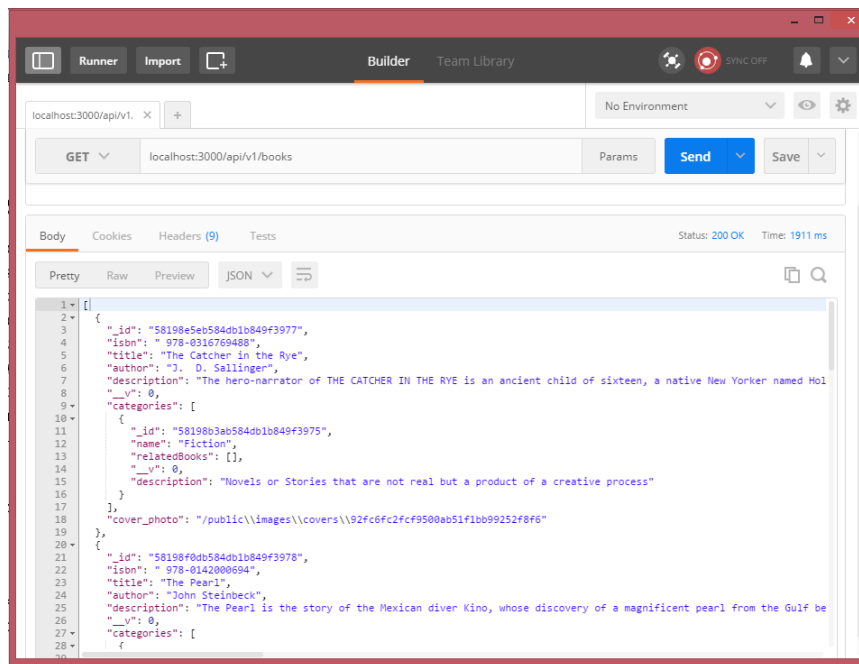 Runner Import Builder Team Library SYNC OFF
localhost:3000/api/v1. × + No Environment
GET localhost:3000/api/v1/books Params Send Save
Body Cookies Headers (9) Tests Status: 200 OK Time: 1911 ms
Pretty Raw Preview JSON
1 [
2 {
3 "_id": "58198e5eb584db1b849f3977",
4 "isbn": " 978-0316769488",
5 "title": "The Catcher in the Rye",
6 "author": "J.  D. Sallinger",
7 "description": "The hero-narrator of THE CATCHER IN THE RYE is an ancient child of sixteen, a native New Yorker named Hol
8 "__v": 0,
9 "categories": [
10 {
11 "_id": "58198b3ab584db1b849f3975",
12 "name": "Fiction",
13 "relatedBooks": [],
14 "__v": 0,
15 "description": "Novels or Stories that are not real but a product of a creative process"
16 }
17 ],
18 "cover_photo": "/public\\images\\covers\\92fc6fc2fcf9500ab51f1bb99252f8f6"
19 },
20 {
21 "_id": "58198f0db584db1b849f3978",
22 "isbn": " 978-0142000694",
23 "title": "The Pearl",
24 "author": "John Steinbeck",
25 "description": "The Pearl is the story of the Mexican diver Kino, whose discovery of a magnificent pearl from the Gulf be
26 "__v": 0,
27 "categories": [
28 {